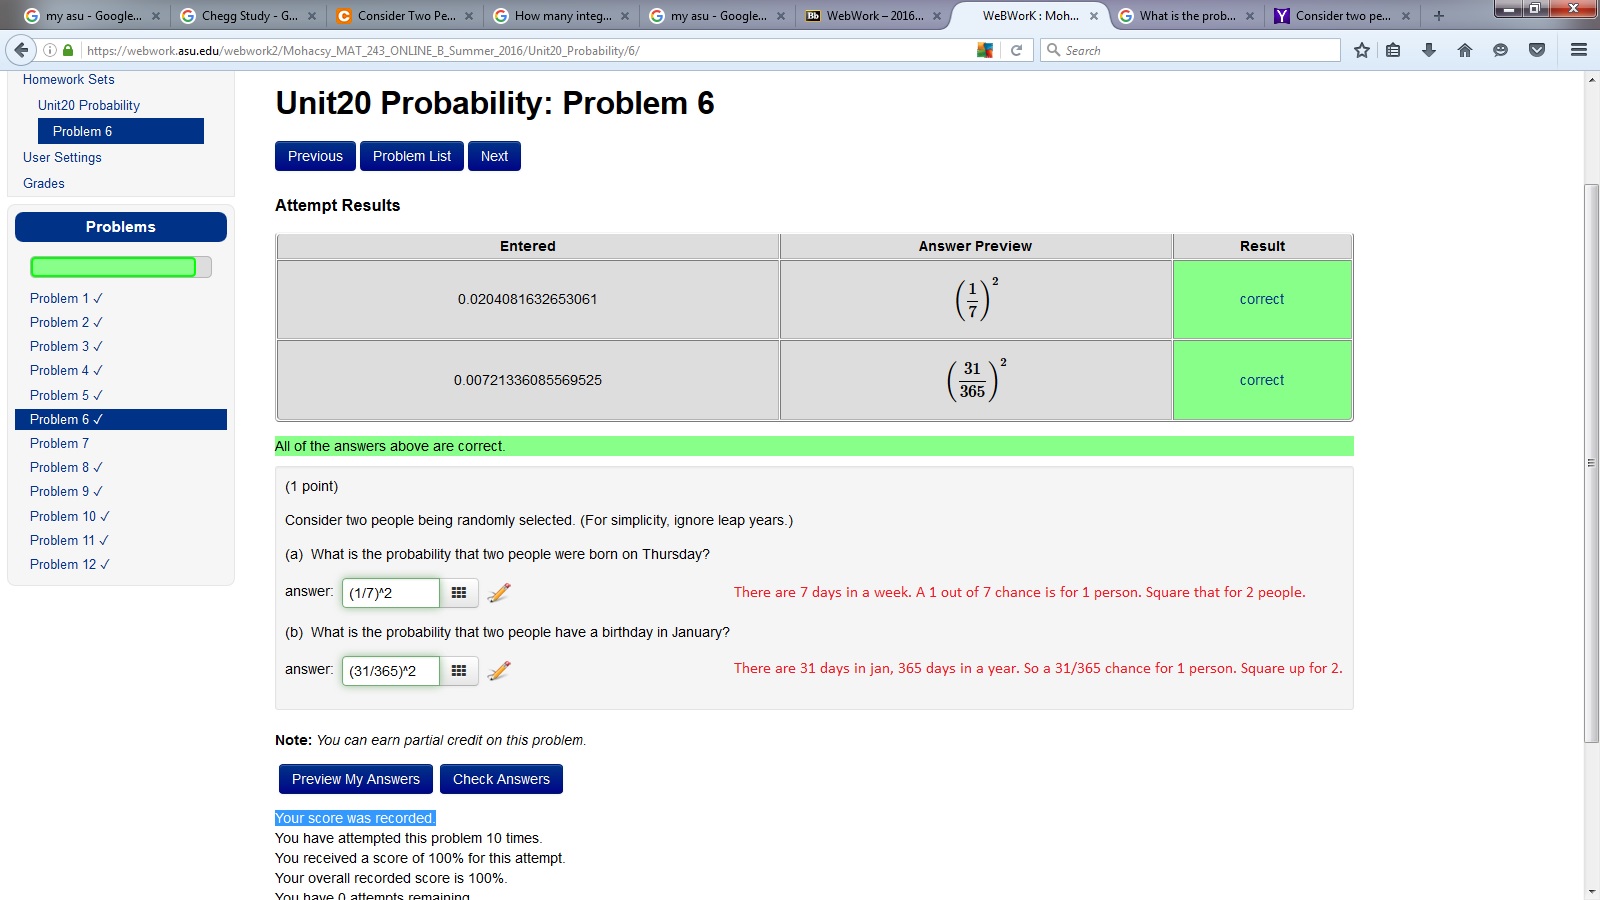 my asu - Google...
Chegg Study - G...
Consider Two Pe...
How many integ...
my asu - Google...
Bb WebWork – 2016...
WeBWorK : Moh...
What is the prob...
Consider two pe...
https://webwork.asu.edu/webwork2/Mohacsy_MAT_243_ONLINE_B_Summer_2016/Unit20_Probability/6/
Search
Homework Sets
Unit20 Probability
Problem 6
User Settings
Grades
Problems
Problem 1 ✓
Problem 2 ✓
Problem 3 ✓
Problem 4 ✓
Problem 5 ✓
Problem 6 ✓
Problem 7
Problem 8 ✓
Problem 9 ✓
Problem 10 ✓
Problem 11 ✓
Problem 12 ✓
Unit20 Probability: Problem 6
Previous Problem List Next
Attempt Results
Entered Answer Preview Result
0.0204081632653061 (1/7)^2 correct
0.00721336085569525 (31/365)^2 correct
All of the answers above are correct.
(1 point)
Consider two people being randomly selected. (For simplicity, ignore leap years.)
(a) What is the probability that two people were born on Thursday?
answer: (1/7)^2 There are 7 days in a week. A 1 out of 7 chance is for 1 person. Square that for 2 people.
(b) What is the probability that two people have a birthday in January?
answer: (31/365)^2 There are 31 days in jan, 365 days in a year. So a 31/365 chance for 1 person. Square up for 2.
Note: You can earn partial credit on this problem.
Preview My Answers Check Answers
Your score was recorded.
You have attempted this problem 10 times.
You received a score of 100% for this attempt.
Your overall recorded score is 100%.
You have 0 attempts remaining